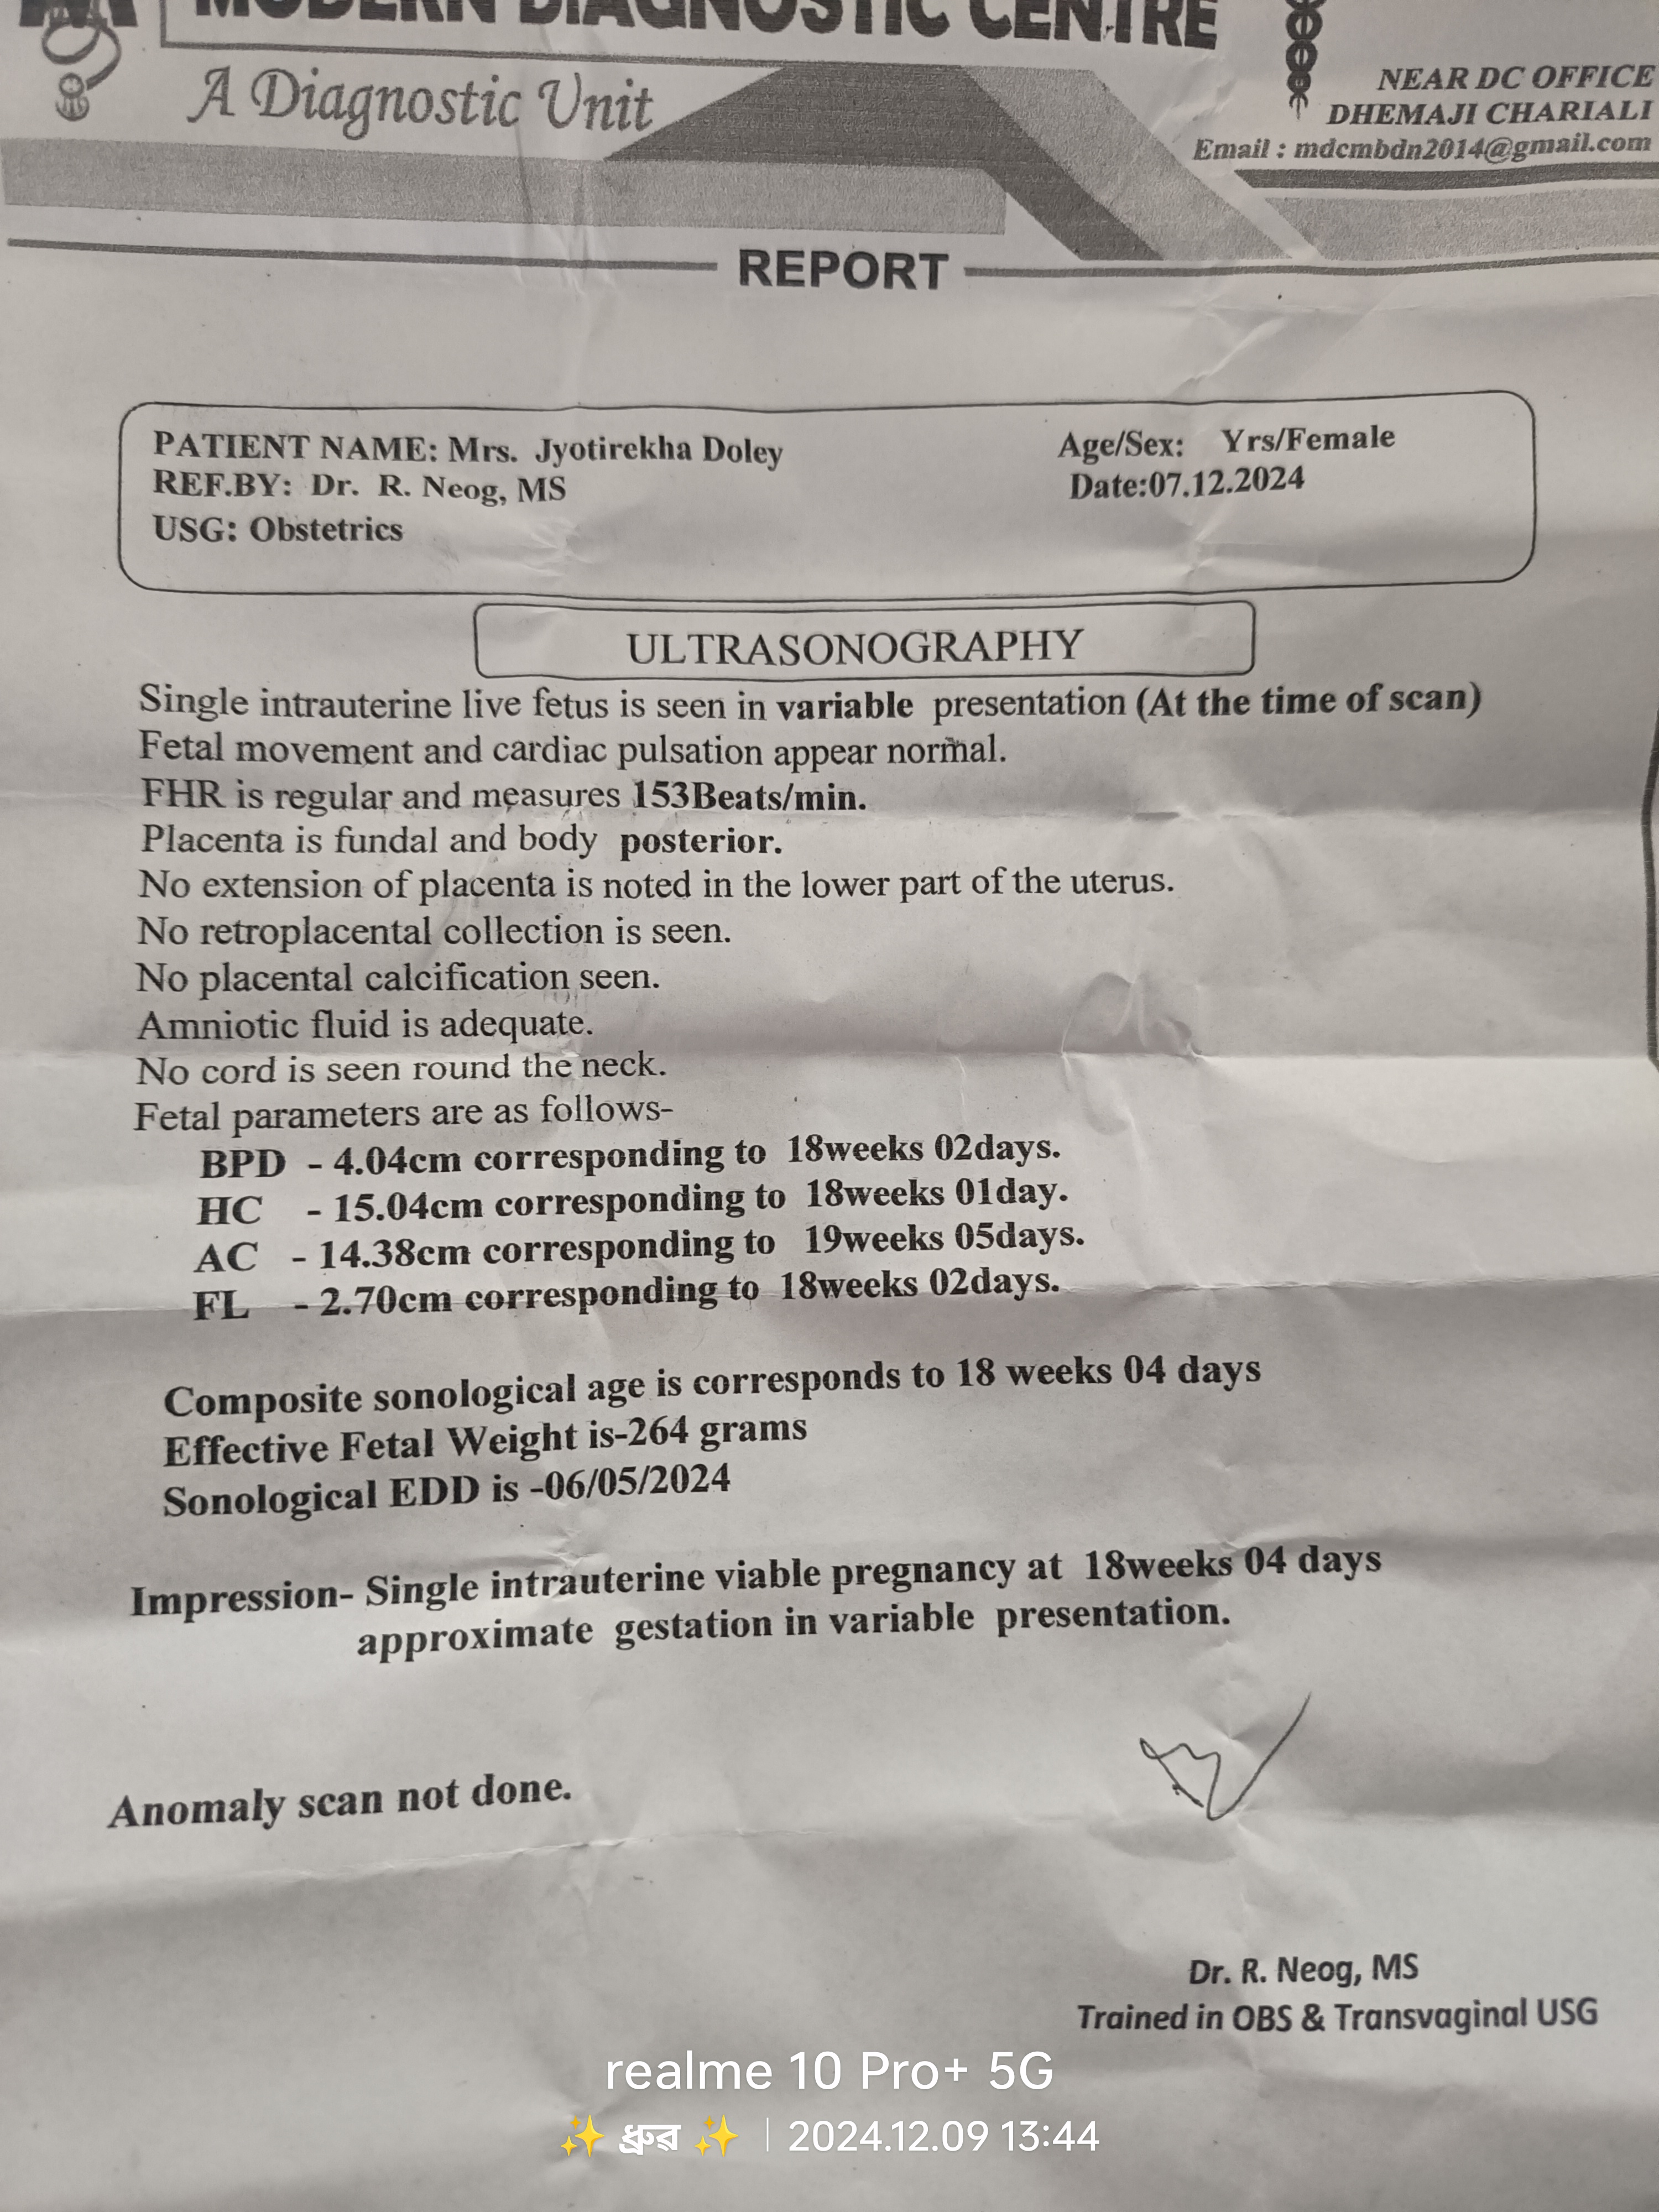 MODERN DIAGNOSTIC CENTRE
A Diagnostic Unit
NEAR DC OFFICE
DHEMAJI CHARIALI
Email : mdcmbdn2014@gmail.com
REPORT
PATIENT NAME: Mrs. Jyotirekha Doley
Age/Sex: Yrs/Female
REF.BY: Dr. R. Neog, MS
Date:07.12.2024
USG: Obstetrics
ULTRASONOGRAPHY
Single intrauterine live fetus is seen in variable presentation (At the time of scan)
Fetal movement and cardiac pulsation appear normal.
FHR is regular and measures 153Beats/min.
Placenta is fundal and body posterior.
No extension of placenta is noted in the lower part of the uterus.
No retroplacental collection is seen.
No placental calcification seen.
Amniotic fluid is adequate.
No cord is seen round the neck.
Fetal parameters are as follows-
BPD - 4.04cm corresponding to 18weeks 02days.
HC - 15.04cm corresponding to 18weeks 01day.
AC - 14.38cm corresponding to 19weeks 05days.
FL - 2.70cm corresponding to 18weeks 02days.
Composite sonological age is corresponds to 18 weeks 04 days
Effective Fetal Weight is-264 grams
Sonological EDD is -06/05/2024
Impression- Single intrauterine viable pregnancy at 18weeks 04 days
approximate gestation in variable presentation.
Anomaly scan not done.
Dr. R. Neog, MS
Trained in OBS & Transvaginal USG
realme 10 Pro+ 5G
✨ ধ্ৰুৱ ✨ | 2024.12.09 13:44